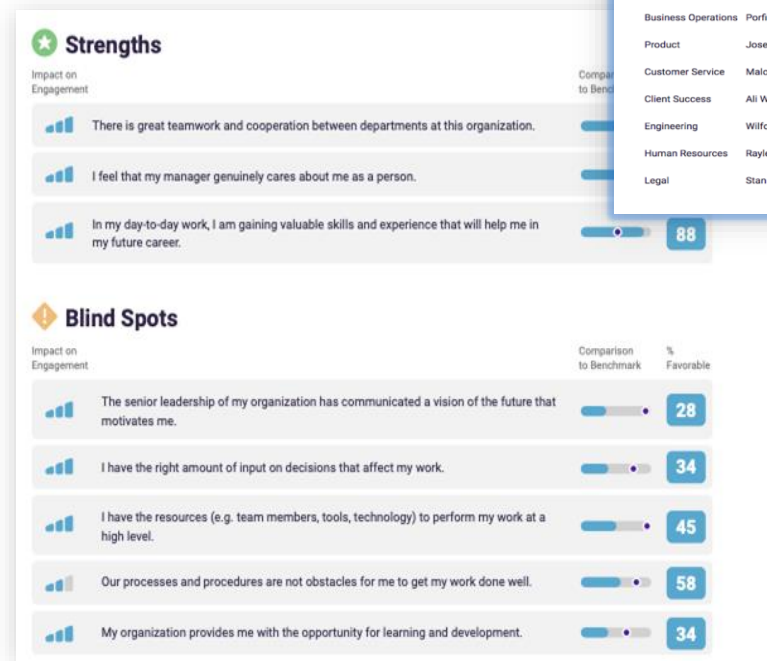 Strengths
Impact on
Engagement
There is great teamwork and cooperation between departments at this organization.
I feel that my manager genuinely cares about me as a person.
In my day-to-day work, I am gaining valuable skills and experience that will help me in
my future career.
88
Business Operations
Product
Customer Service
Client Success
Ali
Engineering
Human Resources
Legal
Blind Spots
Impact on
Engagement
Comparison
to Benchmark
%
Favorable
The senior leadership of my organization has communicated a vision of the future that
motivates me.
28
I have the right amount of input on decisions that affect my work.
34
I have the resources (e.g. team members, tools, technology) to perform my work at a
high level.
45
Our processes and procedures are not obstacles for me to get my work done well.
58
My organization provides me with the opportunity for learning and development.
34